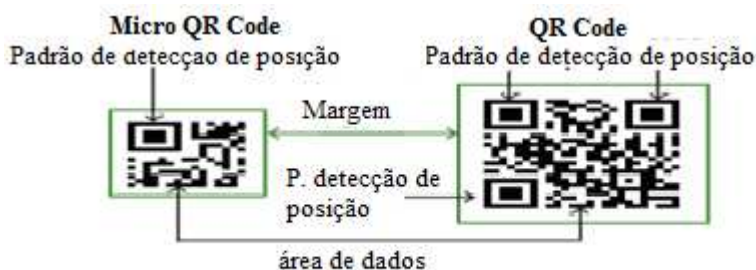 Micro QR Code
Padrão de detecção de posição
QR Code
Padrão de detecção de posição
Margem
P. detecção de
posição
área de dados